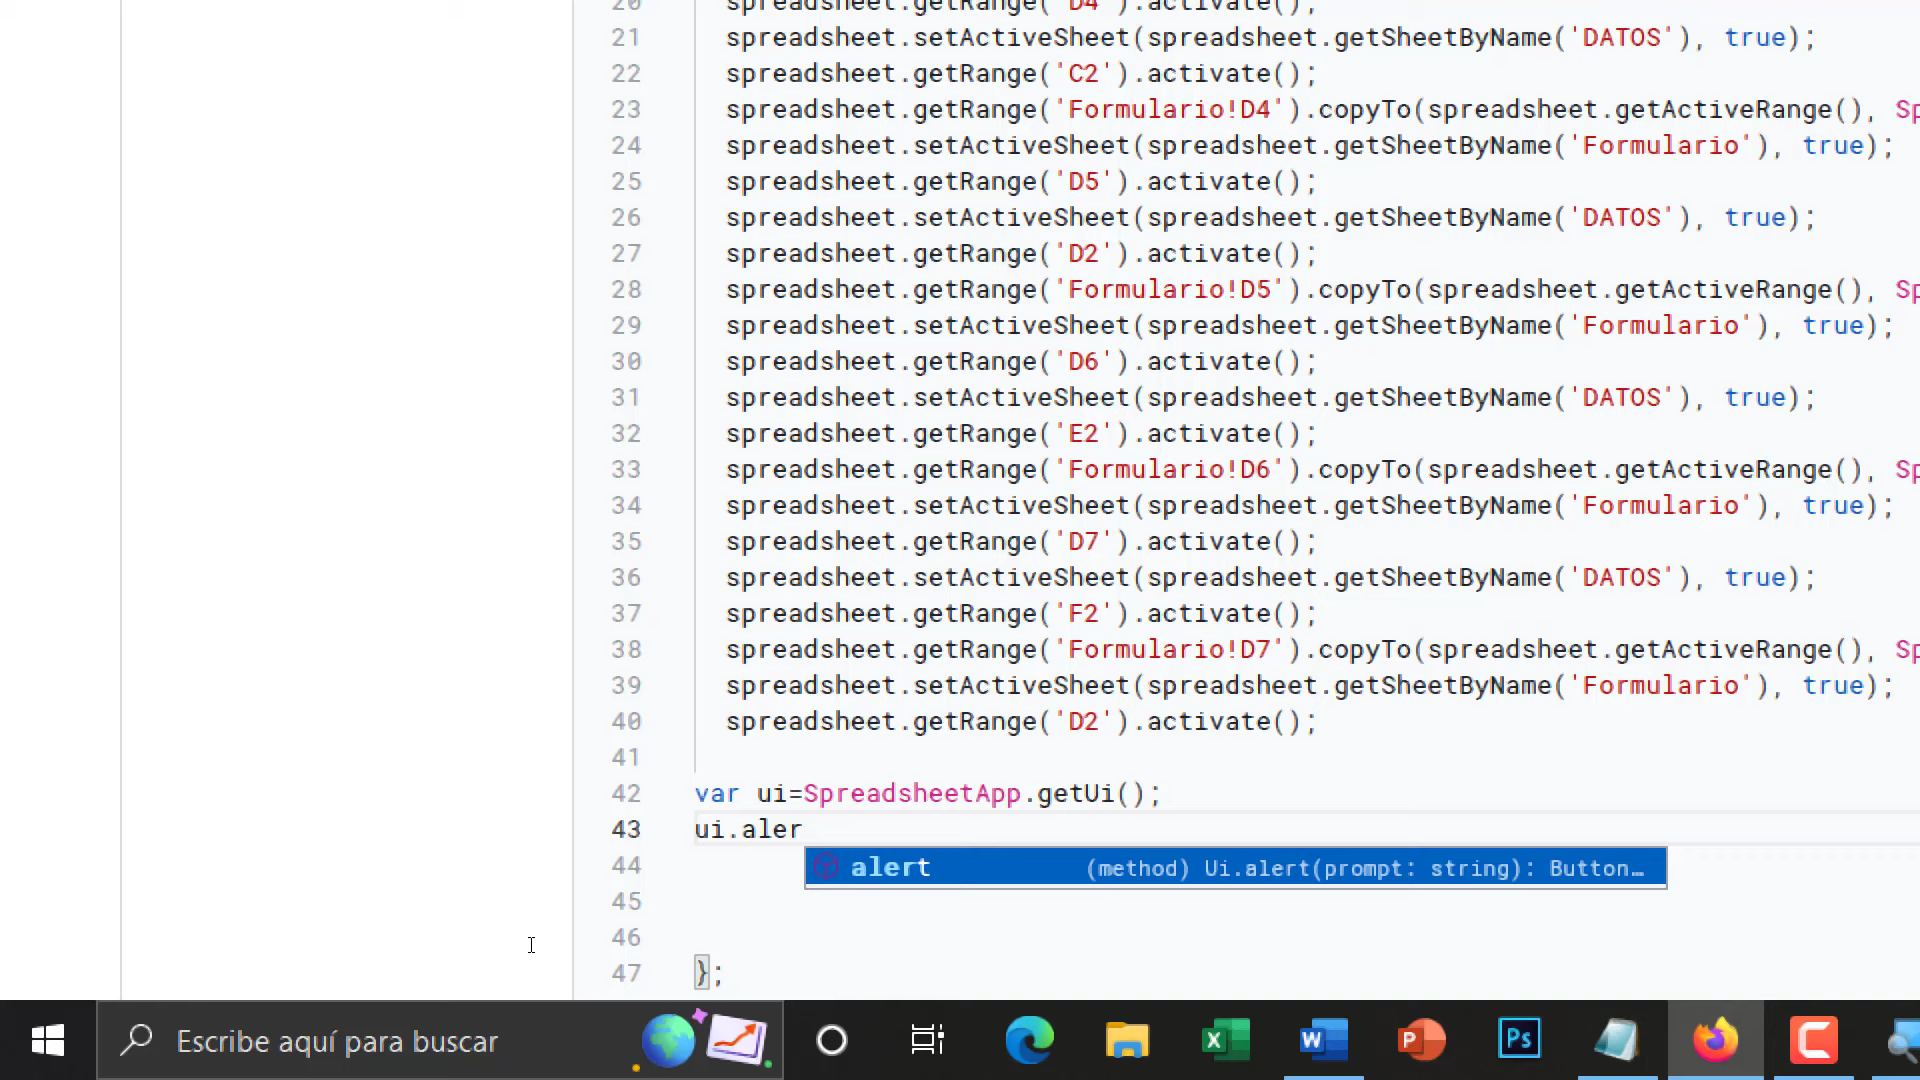 20 spreadsheet.getRange('D4').activate();
21 spreadsheet.setActiveSheet(spreadsheet.getSheetByName('DATOS'), true);
22 spreadsheet.getRange('C2').activate();
23 spreadsheet.getRange('Formulario!D4').copyTo(spreadsheet.getActiveRange(), Sp
24 spreadsheet.setActiveSheet(spreadsheet.getSheetByName('Formulario'), true);
25 spreadsheet.getRange('D5').activate();
26 spreadsheet.setActiveSheet(spreadsheet.getSheetByName('DATOS'), true);
27 spreadsheet.getRange('D2').activate();
28 spreadsheet.getRange('Formulario!D5').copyTo(spreadsheet.getActiveRange(), Sp
29 spreadsheet.setActiveSheet(spreadsheet.getSheetByName('Formulario'), true);
30 spreadsheet.getRange('D6').activate();
31 spreadsheet.setActiveSheet(spreadsheet.getSheetByName('DATOS'), true);
32 spreadsheet.getRange('E2').activate();
33 spreadsheet.getRange('Formulario!D6').copyTo(spreadsheet.getActiveRange(), Sp
34 spreadsheet.setActiveSheet(spreadsheet.getSheetByName('Formulario'), true);
35 spreadsheet.getRange('D7').activate();
36 spreadsheet.setActiveSheet(spreadsheet.getSheetByName('DATOS'), true);
37 spreadsheet.getRange('F2').activate();
38 spreadsheet.getRange('Formulario!D7').copyTo(spreadsheet.getActiveRange(), Sp
39 spreadsheet.setActiveSheet(spreadsheet.getSheetByName('Formulario'), true);
40 spreadsheet.getRange('D2').activate();
41
42 var ui=SpreadsheetApp.getUi();
43 ui.aler
44 alert (method) Ui.alert(prompt: string): Button…
45
46
47 };
Escribe aquí para buscar
X
W
P
Ps
C